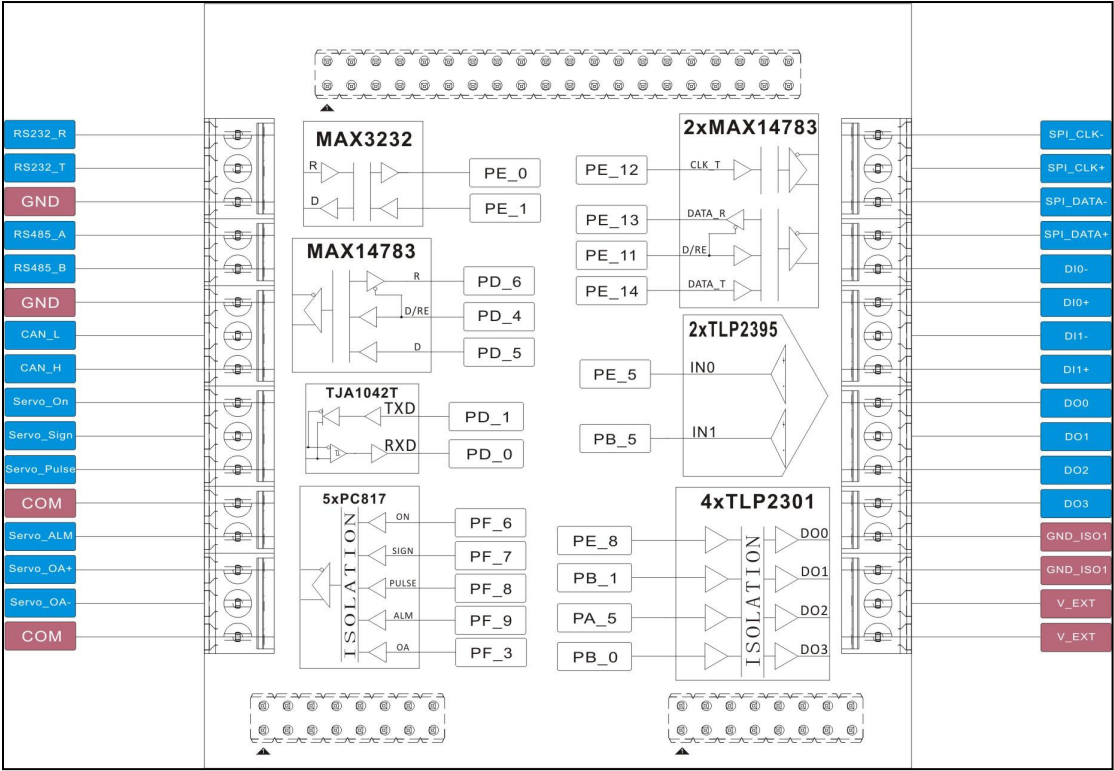 RS232_R
RS232_T
GND
RS485_A
RS485_B
GND
CAN_L
CAN_H
Servo_On
Servo_Sign
Servo_Pulse
COM
Servo_ALM
Servo_OA+
Servo_OA-
COM
MAX3232
R
PE_0
D
PE_1
MAX14783
R
PD_6
D/RE
PD_4
D
PD_5
TJA1042T
TXD
PD_1
RXD
PD_0
5xPC817
ISOLATION
ON
PF_6
SIGN
PF_7
PULSE
PF_8
ALM
PF_9
OA
PF_3
2xMAX14783
PE_12
CLK_T
PE_13
DATA_R
PE_11
D/RE
PE_14
DATA_T
2xTLP2395
PE_5
IN0
PB_5
IN1
4xTLP2301
ISOLATION
PE_8
DO0
PB_1
DO1
PA_5
DO2
PB_0
DO3
SPI_CLK-
SPI_CLK+
SPI_DATA-
SPI_DATA+
DI0-
DI0+
DI1-
DI1+
DO0
DO1
DO2
DO3
GND_ISO1
GND_ISO1
V_EXT
V_EXT